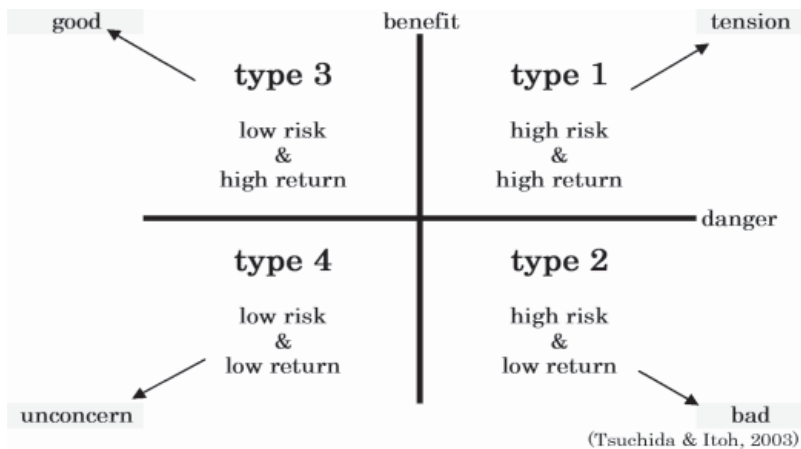 good
benefit
tension
type 3
type 1
low risk
&
high return
high risk
&
high return
danger
type 4
type 2
low risk
&
low return
high risk
&
low return
unconcern
bad
(Tsuchida & Itoh, 2003)